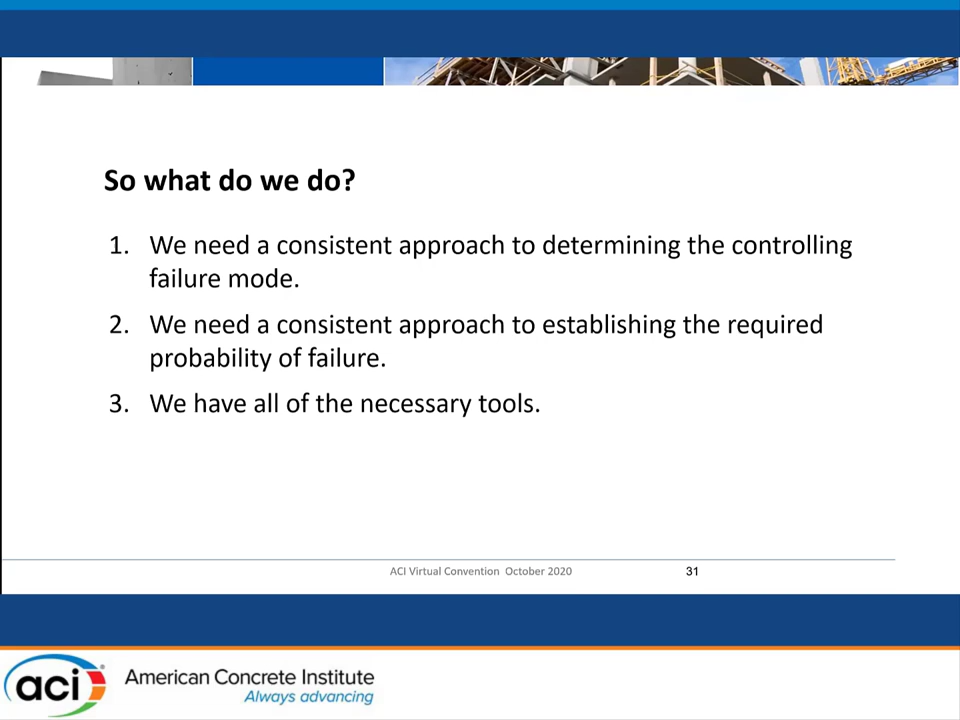 So what do we do?
1. We need a consistent approach to determining the controlling
failure mode.
2. We need a consistent approach to establishing the required
probability of failure.
3. We have all of the necessary tools.
ACI Virtual Convention October 2020
31
aci
American Concrete Institute
Always advancing